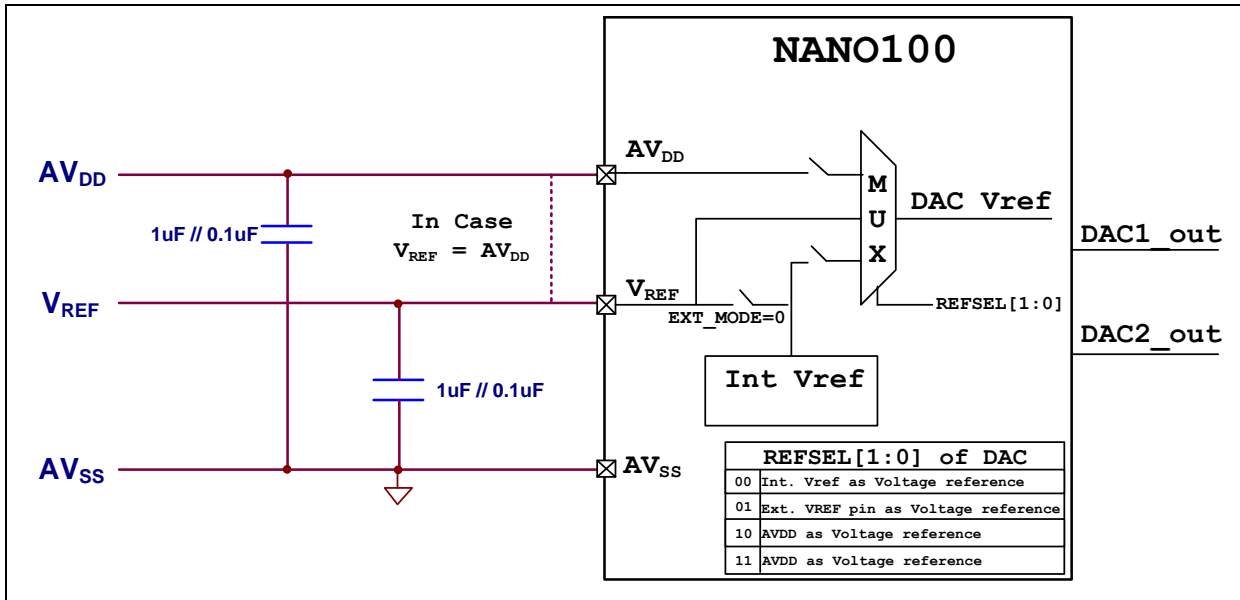 NANO100
AVDD
AVDD
MUX
DAC Vref
In Case
VREF = AVDD
1uF // 0.1uF
DAC1_out
VREF
VREF
EXT_MODE=0
REFSEL[1:0]
DAC2_out
Int Vref
1uF // 0.1uF
AVSS
AVSS
REFSEL[1:0] of DAC
00 Int. Vref as Voltage reference
01 Ext. VREF pin as Voltage reference
10 AVDD as Voltage reference
11 AVDD as Voltage reference